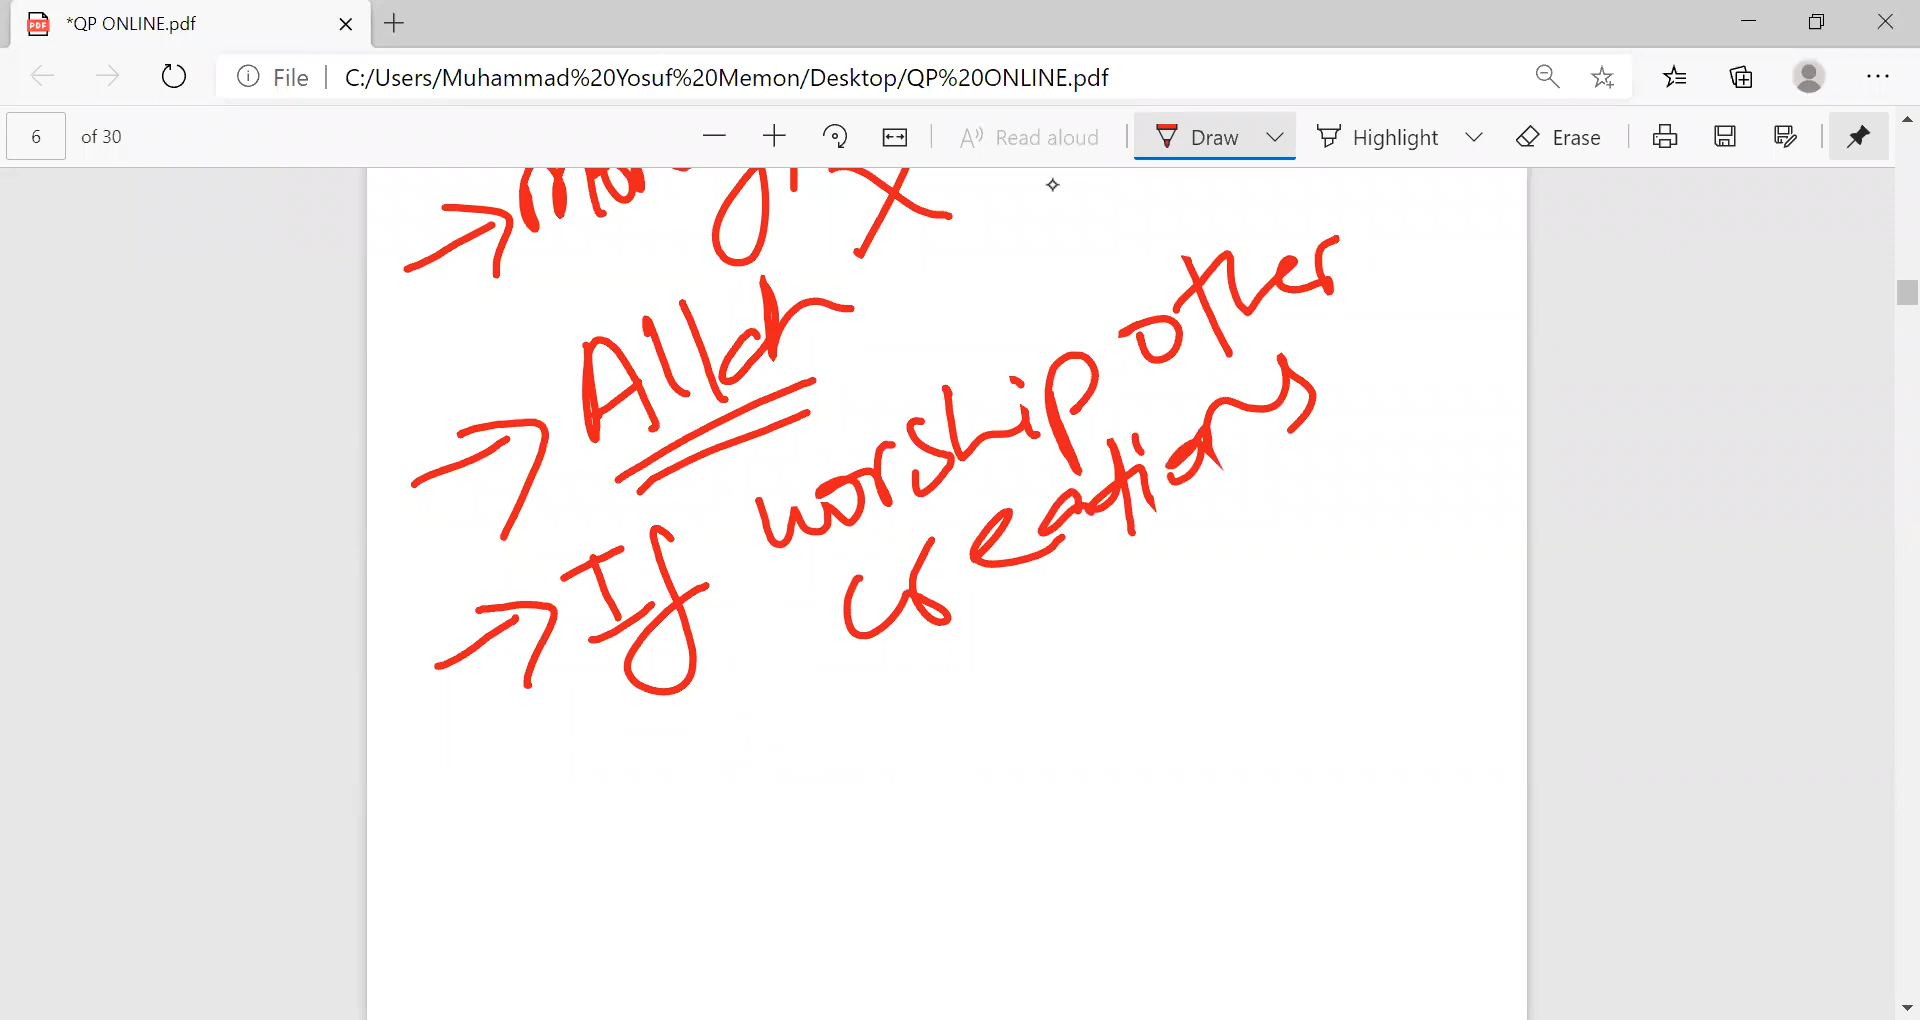 *QP ONLINE.pdf
File | C:/Users/Muhammad%20Yosuf%20Memon/Desktop/QP%20ONLINE.pdf
6 of 30 Read aloud Draw Highlight Erase
→ Allah
→ If worship other
creations